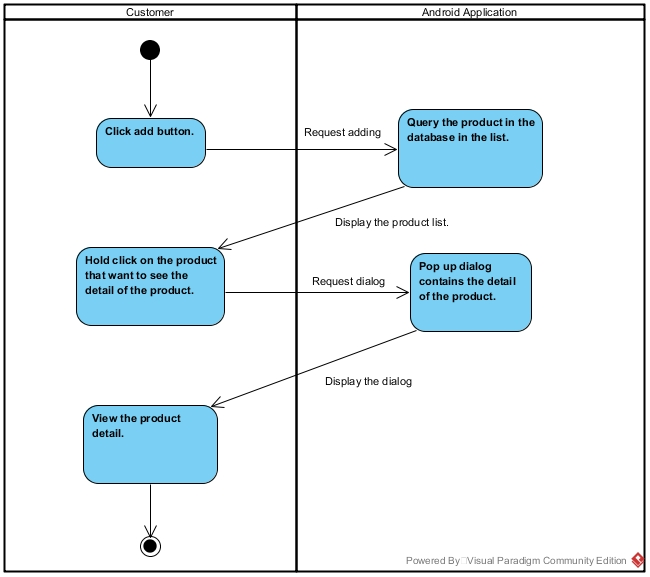 Customer
Android Application
Click add button.
Request adding
Query the product in the
database in the list.
Display the product list.
Hold click on the product
that want to see the
detail of the product.
Request dialog
Pop up dialog
contains the detail
of the product.
Display the dialog
View the product
detail.
Powered By Visual Paradigm Community Edition